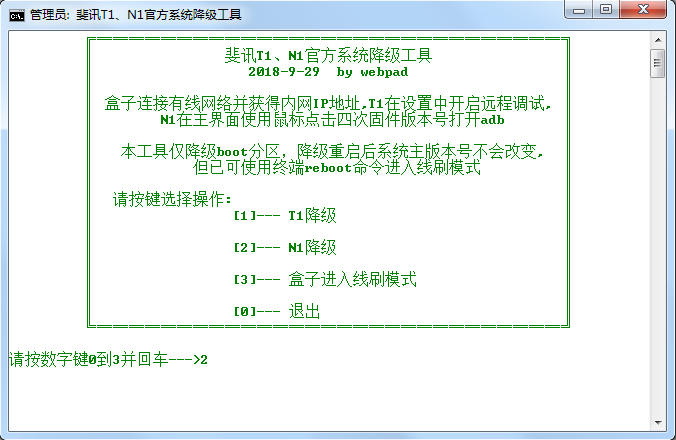 管理员: 斐讯T1、N1官方系统降级工具
斐讯T1、N1官方系统降级工具
2018-9-29 by webpad
盒子连接有线网络并获得内网IP地址,T1在设置中开启远程调试,
N1在主界面使用鼠标点击四次固件版本号打开adb
本工具仅降级boot分区，降级重启后系统主版本号不会改变,
但已可使用终端reboot命令进入线刷模式
请按键选择操作:
[1]--- T1降级
[2]--- N1降级
[3]--- 盒子进入线刷模式
[0]--- 退出
请按数字键0到3并回车--->2